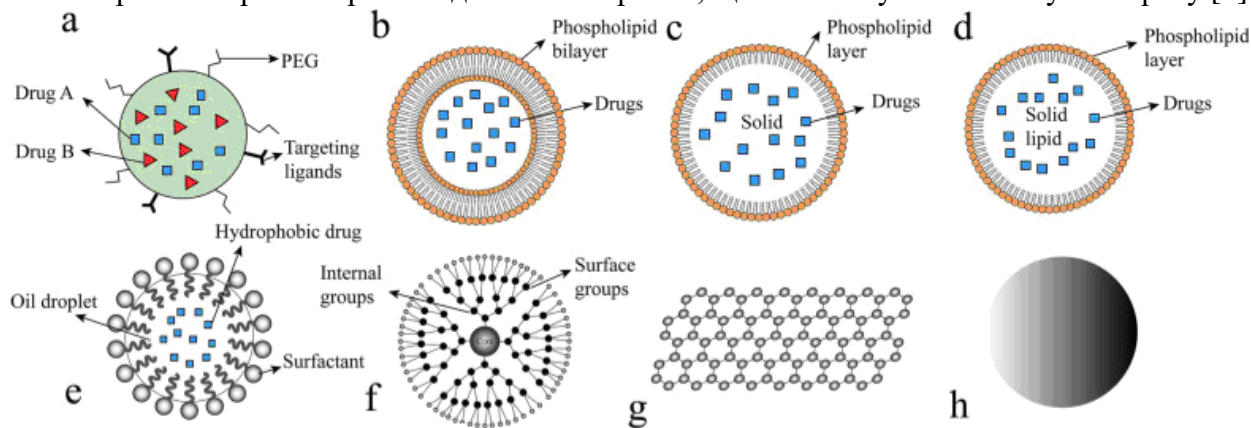 a
PEG
Drug A
Drug B
Targeting
ligands
b
Phospholipid
bilayer
Drugs
c
Phospholipid
layer
Solid
Drugs
d
Phospholipid
layer
Solid
lipid
Drugs
Hydrophobic drug
Oil droplet
Surfactant
e
Internal
groups
Surface
groups
Core
f
g
h